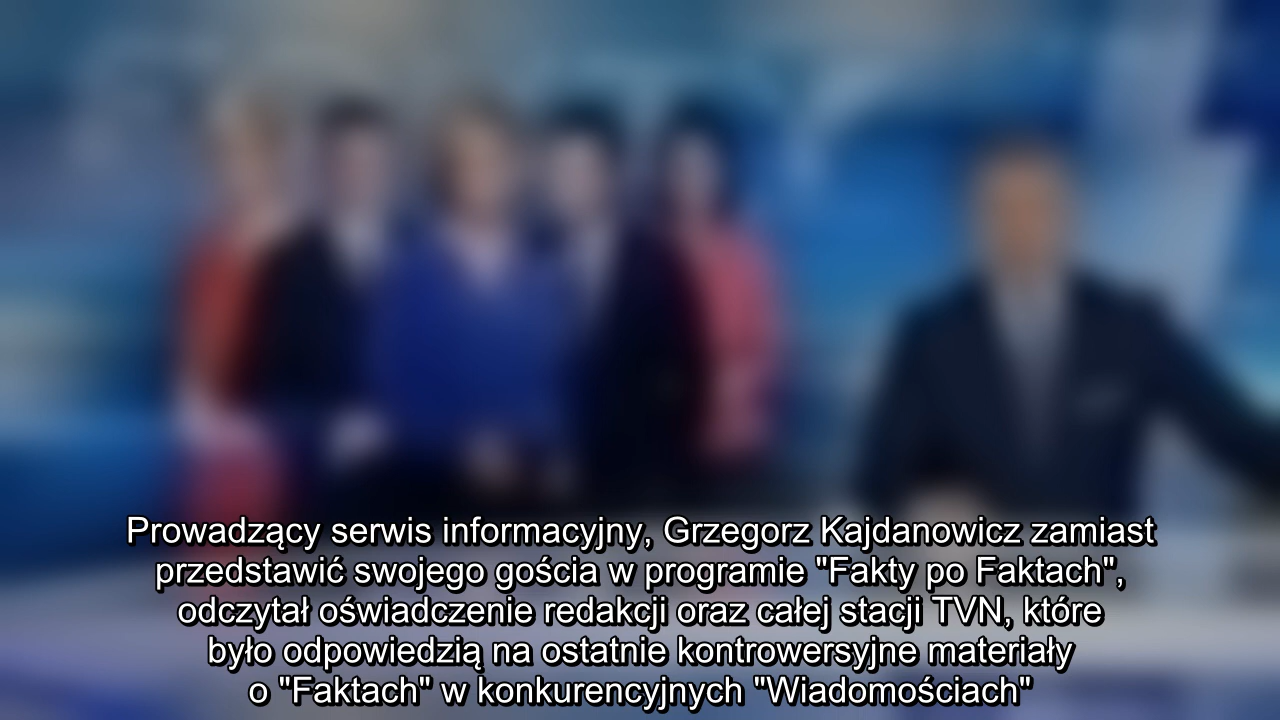 Prowadzący serwis informacyjny, Grzegorz Kajdanowicz zamiast
przedstawić swojego gościa w programie "Fakty po Faktach",
odczytał oświadczenie redakcji oraz całej stacji TVN, które
było odpowiedzią na ostatnie kontrowersyjne materiały
o "Faktach" w konkurencyjnych "Wiadomościach"